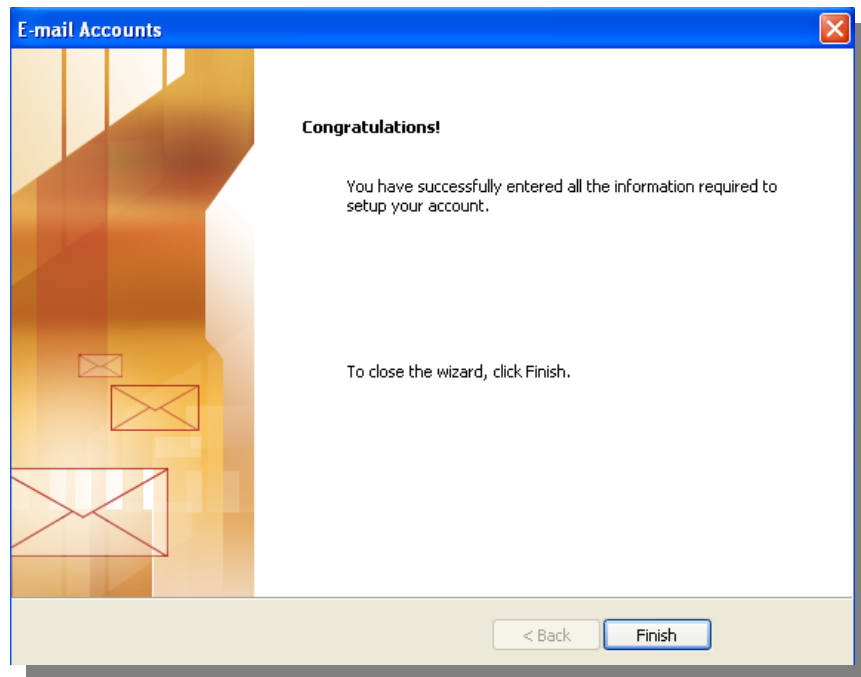 E-mail Accounts
Congratulations!
You have successfully entered all the information required to
setup your account.
To close the wizard, click Finish.
< Back
Finish